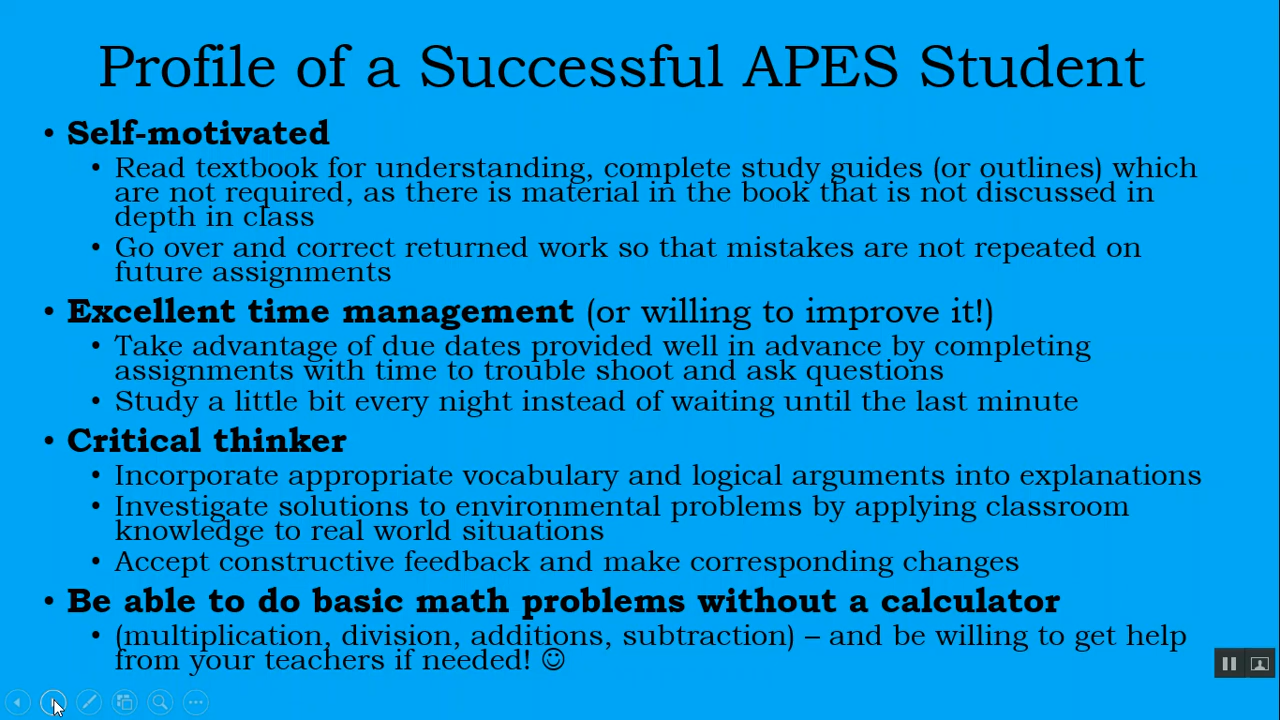 Profile of a Successful APES Student
• Self-motivated
• Read textbook for understanding, complete study guides (or outlines) which
are not required, as there is material in the book that is not discussed in
depth in class
• Go over and correct returned work so that mistakes are not repeated on
future assignments
• Excellent time management (or willing to improve it!)
• Take advantage of due dates provided well in advance by completing
assignments with time to trouble shoot and ask questions
• Study a little bit every night instead of waiting until the last minute
• Critical thinker
• Incorporate appropriate vocabulary and logical arguments into explanations
• Investigate solutions to environmental problems by applying classroom
knowledge to real world situations
• Accept constructive feedback and make corresponding changes
• Be able to do basic math problems without a calculator
• (multiplication, division, additions, subtraction) – and be willing to get help
from your teachers if needed! ☺